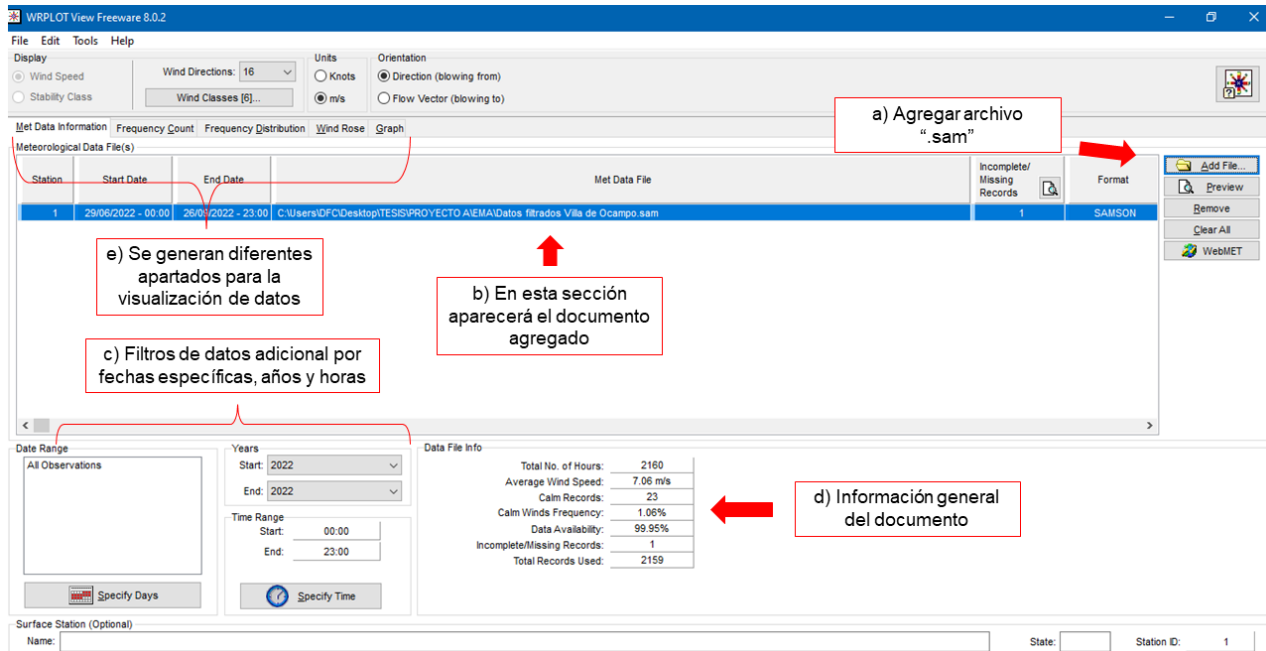 WRPLOT View Freeware 8.0.2
File Edit Tools Help
Display
Wind Speed
Stability Class
Wind Directions: 16
Wind Classes [6]...
Units
Knots
m/s
Orientation
Direction (blowing from)
Flow Vector (blowing to)
a) Agregar archivo
“.sam”
Met Data Information Frequency Count Frequency Distribution Wind Rose Graph
Meteorological Data File(s)
Station Start Date End Date Met Data File Incomplete/
Missing
Records Format
1 29/06/2022 - 00:00 26/09/2022 - 23:00 C:\Users\DFC\Desktop\TESIS\PROYECTO A\EMA\Datos filtrados Villa de Ocampo.sam 1 SAMSON
Add File...
Preview
Remove
Clear All
WebMET
e) Se generan diferentes
apartados para la
visualización de datos
b) En esta sección
aparecerá el documento
agregado
c) Filtros de datos adicional por
fechas específicas, años y horas
Date Range
All Observations
Specify Days
Years
Start: 2022
End: 2022
Time Range
Start: 00:00
End: 23:00
Specify Time
Data File Info
Total No. of Hours: 2160
Average Wind Speed: 7.06 m/s
Calm Records: 23
Calm Winds Frequency: 1.06%
Data Availability: 99.95%
Incomplete/Missing Records: 1
Total Records Used: 2159
d) Información general
del documento
Surface Station (Optional)
Name: State: Station ID: 1